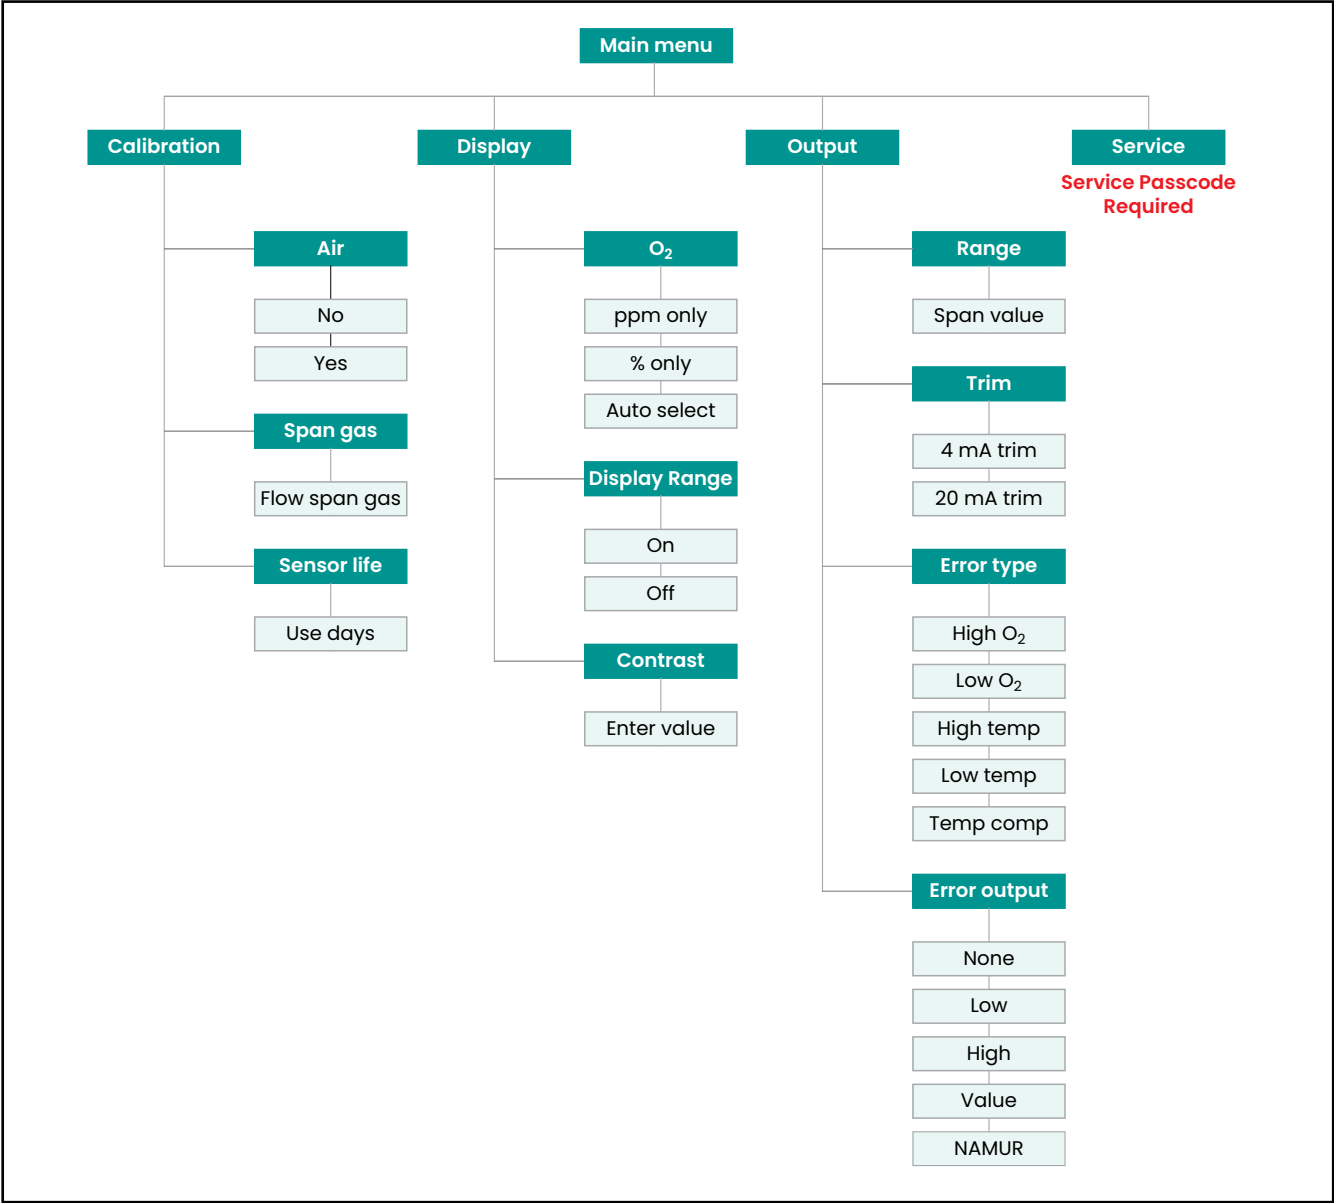 Main menu
Calibration
Display
Output
Service
Service Passcode
Required
Air
No
Yes
Span gas
Flow span gas
Sensor life
Use days
O₂
ppm only
% only
Auto select
Display Range
On
Off
Contrast
Enter value
Range
Span value
Trim
4 mA trim
20 mA trim
Error type
High O₂
Low O₂
High temp
Low temp
Temp comp
Error output
None
Low
High
Value
NAMUR